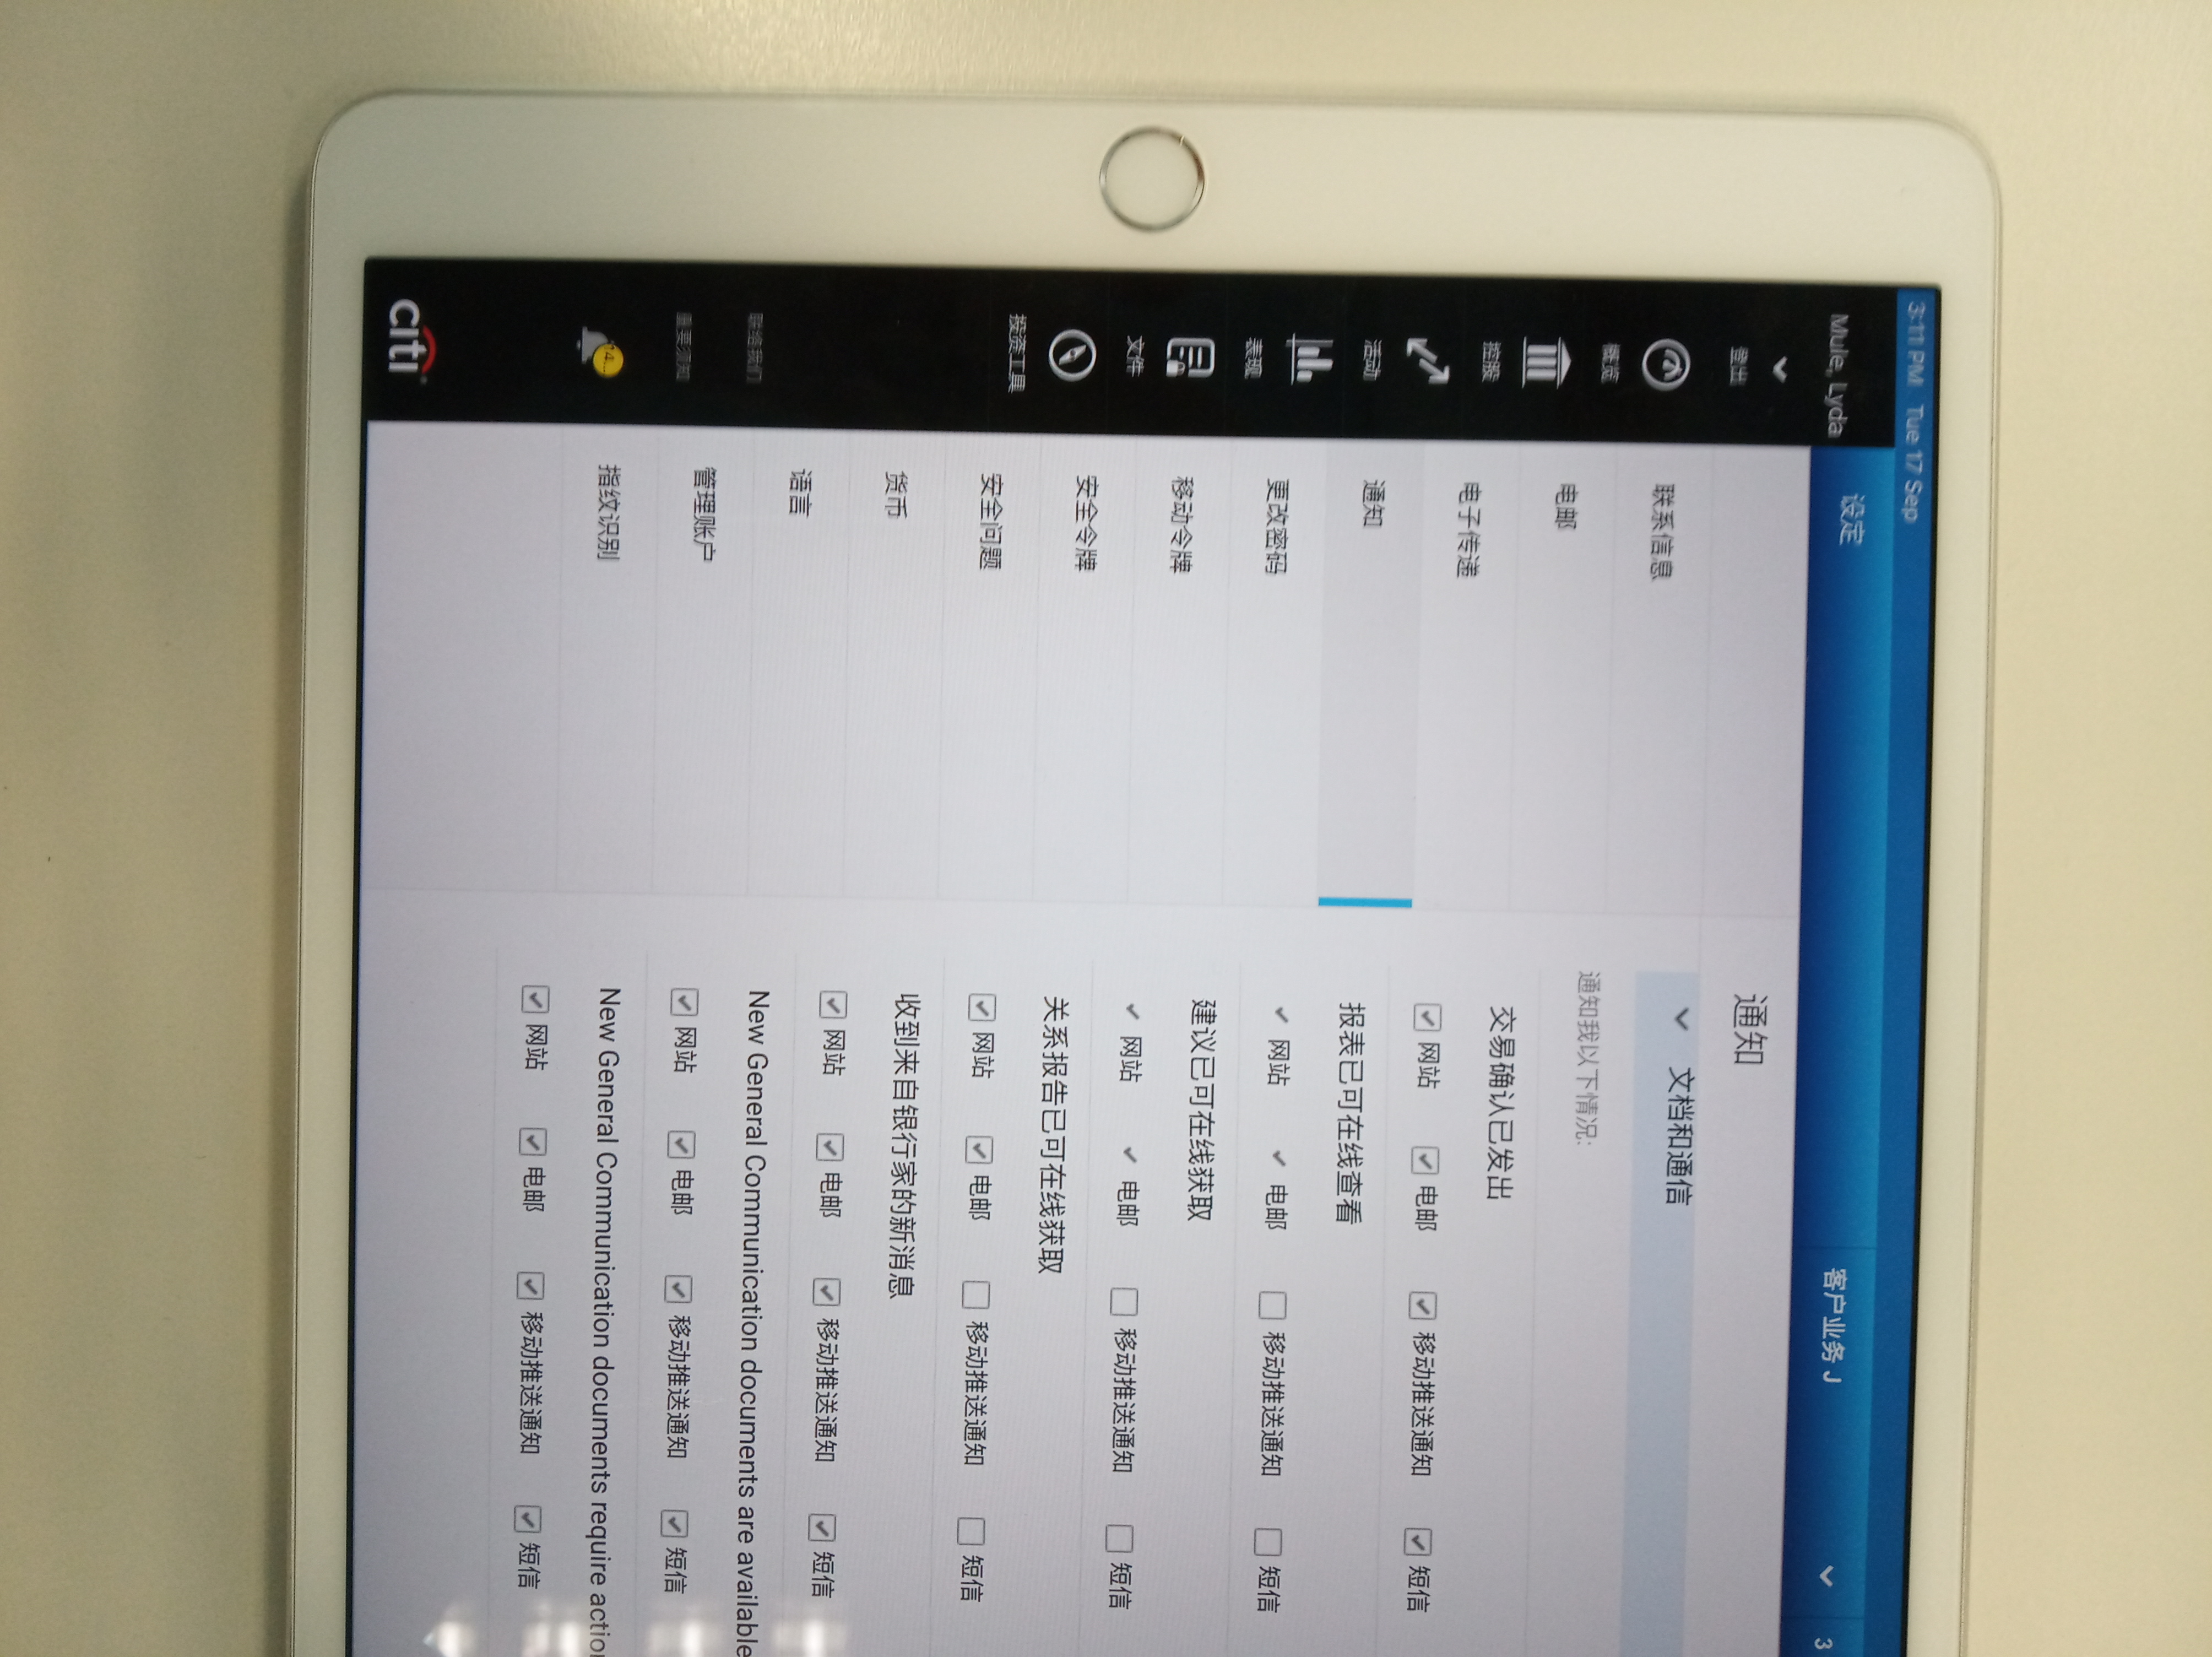 3:11 PM Tue 17 Sep
Mule, Lyda
登出
概览
控股
活动
表现
文件
投资工具
联络我们
重要须知
4...
citi
设定
客户业务 J
3
联系信息
电邮
电子传递
通知
更改密码
移动令牌
安全令牌
安全问题
货币
语言
管理账户
指纹识别
通知
文档和通信
通知我以下情况:
交易确认已发出
网站 电邮 移动推送通知 短信
报表已可在线查看
网站 电邮 移动推送通知 短信
建议已可在线获取
网站 电邮 移动推送通知 短信
关系报告已可在线获取
网站 电邮 移动推送通知 短信
收到来自银行家的新消息
网站 电邮 移动推送通知 短信
New General Communication documents are available
网站 电邮 移动推送通知 短信
New General Communication documents require action
网站 电邮 移动推送通知 短信